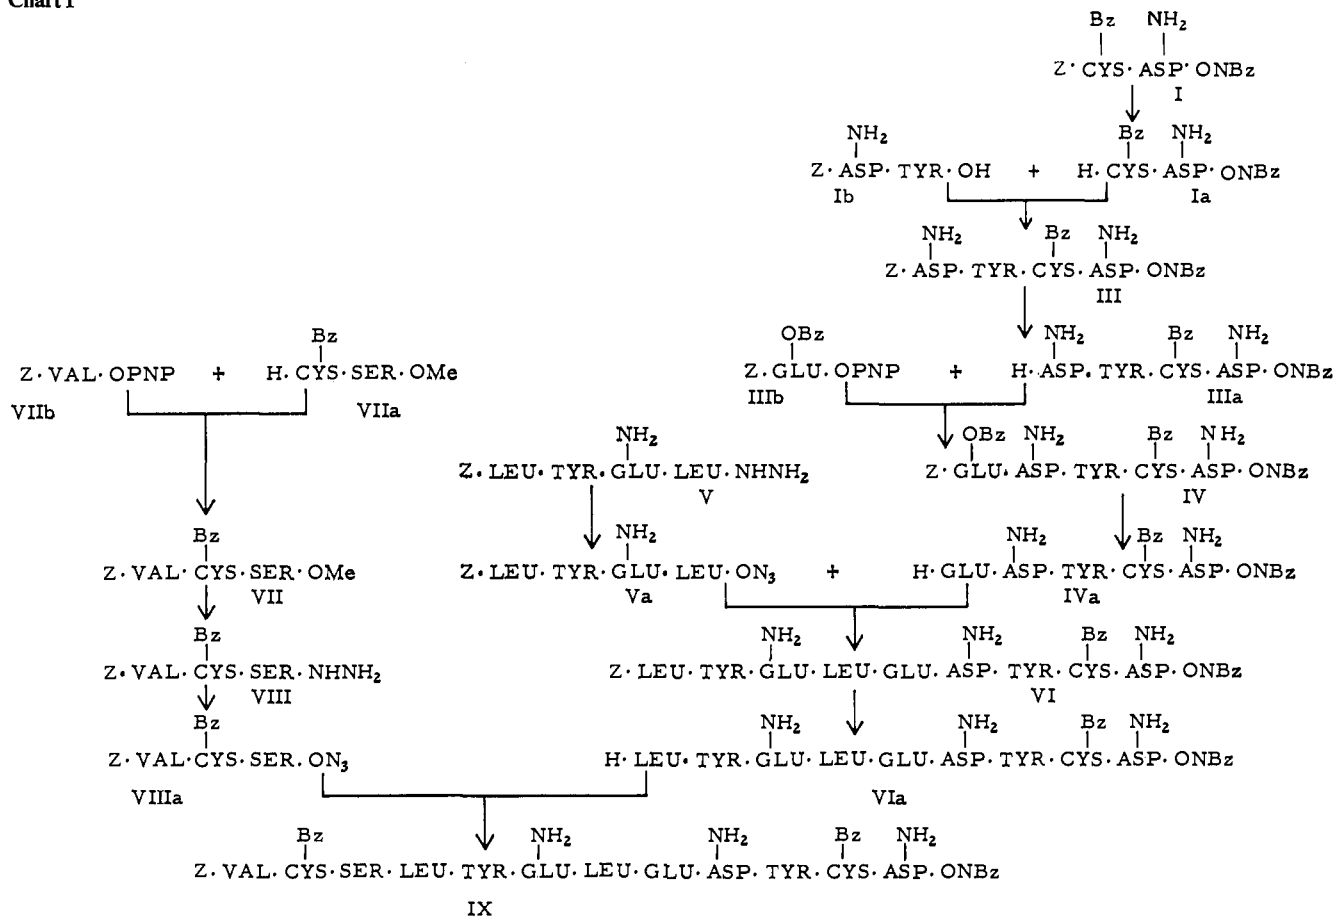 Chart I
Bz NH₂
Z· CYS· ASP· ONBz
I
NH₂ Bz NH₂
Z· ASP· TYR· OH + H· CYS· ASP· ONBz
Ib Ia
NH₂ Bz NH₂
Z· ASP· TYR· CYS· ASP· ONBz
III
Bz OBz NH₂ Bz NH₂
Z· VAL· OPNP + H· CYS· SER· OMe Z· GLU· OPNP + H· ASP· TYR· CYS· ASP· ONBz
VIIb VIIa IIIb IIIa
NH₂ OBz NH₂ Bz NH₂
Z· LEU· TYR· GLU· LEU· NHNH₂ Z· GLU· ASP· TYR· CYS· ASP· ONBz
V IV
Bz NH₂ NH₂ Bz NH₂
Z· VAL· CYS· SER· OMe Z· LEU· TYR· GLU· LEU· ON₃ + H· GLU· ASP· TYR· CYS· ASP· ONBz
VII Va IVa
Bz NH₂ NH₂ Bz NH₂
Z· VAL· CYS· SER· NHNH₂ Z· LEU· TYR· GLU· LEU· GLU· ASP· TYR· CYS· ASP· ONBz
VIII VI
Bz NH₂ NH₂ Bz NH₂
Z· VAL· CYS· SER· ON₃ H· LEU· TYR· GLU· LEU· GLU· ASP· TYR· CYS· ASP· ONBz
VIIIa VIa
Bz NH₂ NH₂ Bz NH₂
Z· VAL· CYS· SER· LEU· TYR· GLU· LEU· GLU· ASP· TYR· CYS· ASP· ONBz
IX